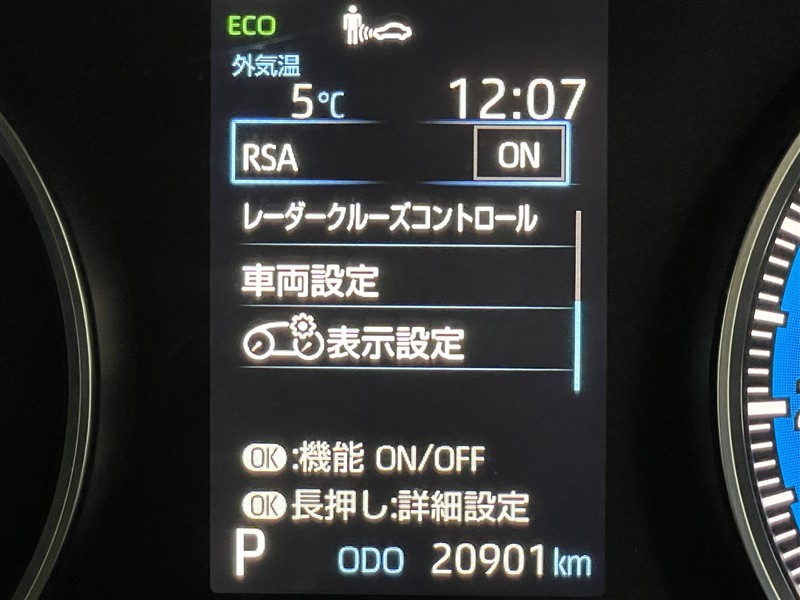 ECO
外気温
5℃ 12:07
RSA ON
レーダークルーズコントロール
車両設定
表示設定
OK:機能 ON/OFF
OK長押し:詳細設定
P ODO 20901km